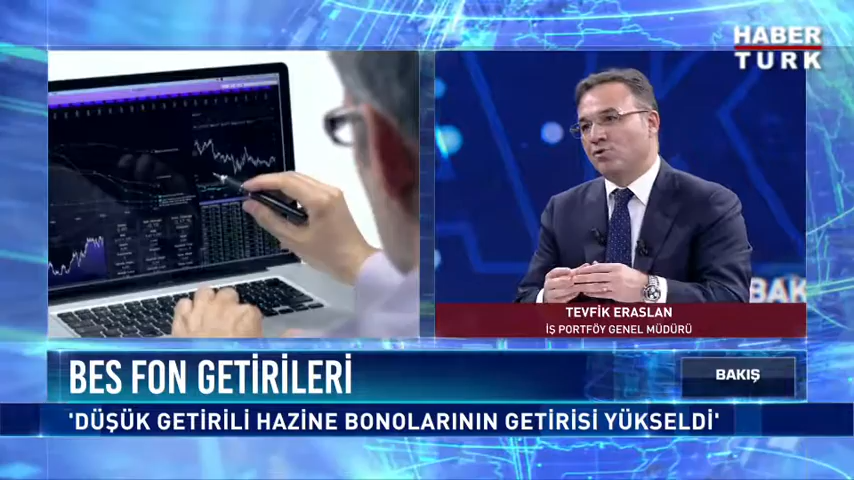 HABER
TÜRK
BAK
TEVFİK ERASLAN
İŞ PORTFÖY GENEL MÜDÜRÜ
BES FON GETİRİLERİ
BAKIŞ
'DÜŞÜK GETİRİLİ HAZİNE BONOLARININ GETİRİSİ YÜKSELDİ'